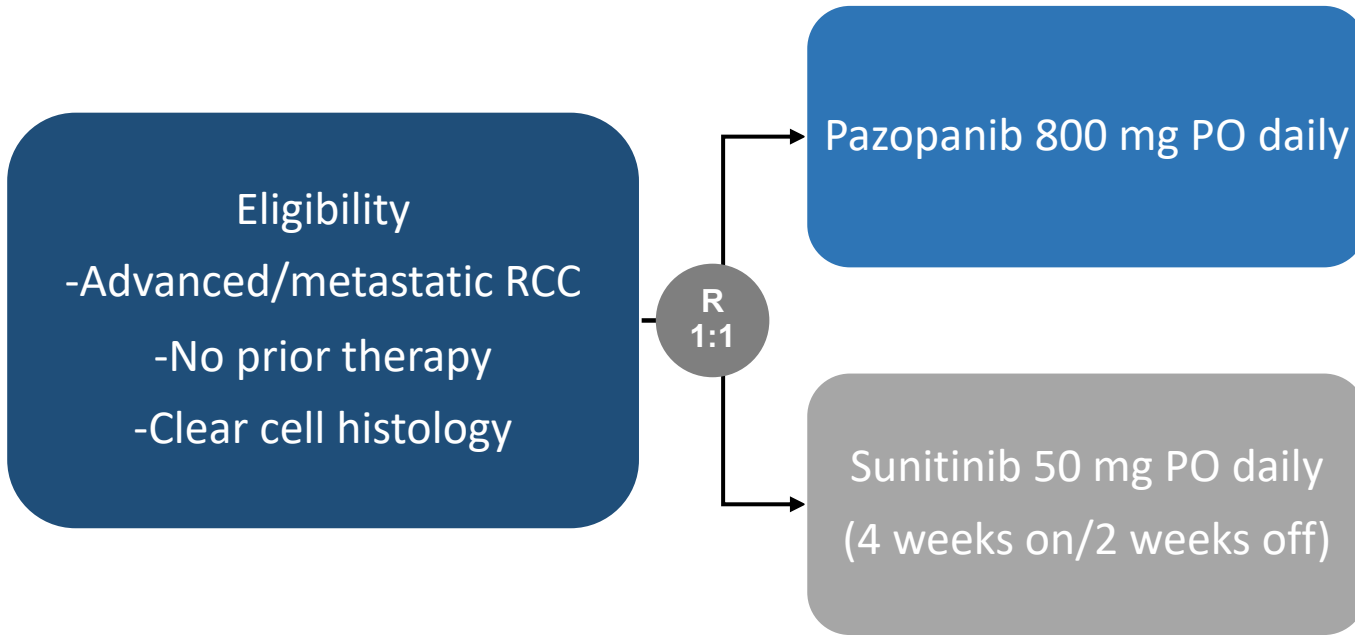 Eligibility
-Advanced/metastatic RCC
-No prior therapy
-Clear cell histology
R
1:1
Pazopanib 800 mg PO daily
Sunitinib 50 mg PO daily
(4 weeks on/2 weeks off)